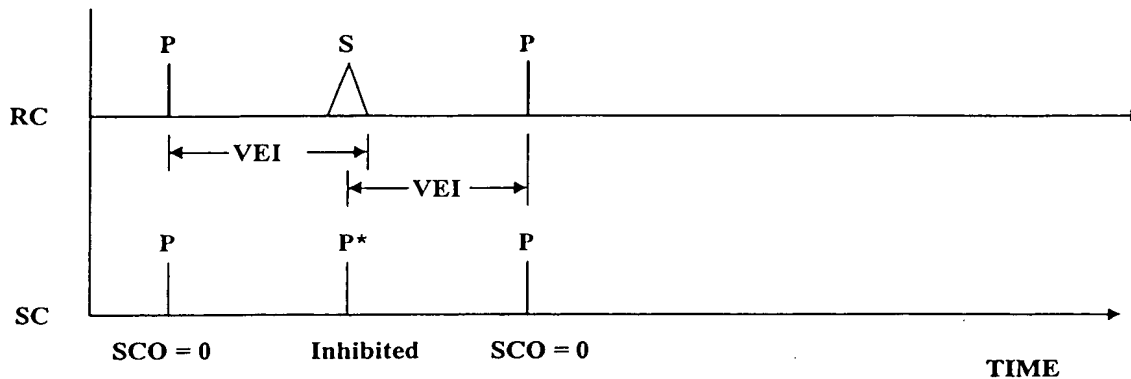 P S P
RC
VEI
VEI
P P* P
SC
SCO = 0 Inhibited SCO = 0
TIME